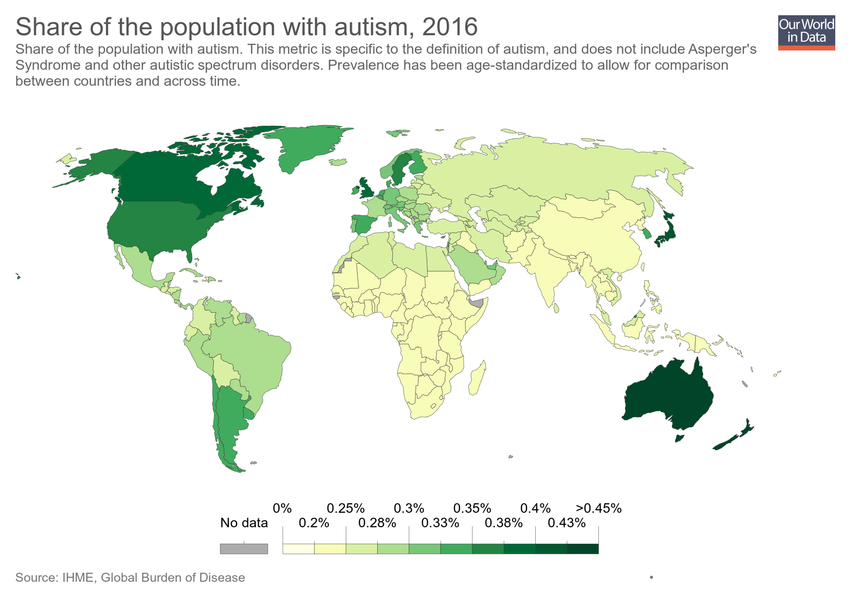 Share of the population with autism, 2016
Our World
in Data
Share of the population with autism. This metric is specific to the definition of autism, and does not include Asperger's
Syndrome and other autistic spectrum disorders. Prevalence has been age-standardized to allow for comparison
between countries and across time.
0% 0.25% 0.3% 0.35% 0.4% >0.45%
No data 0.2% 0.28% 0.33% 0.38% 0.43%
Source: IHME, Global Burden of Disease